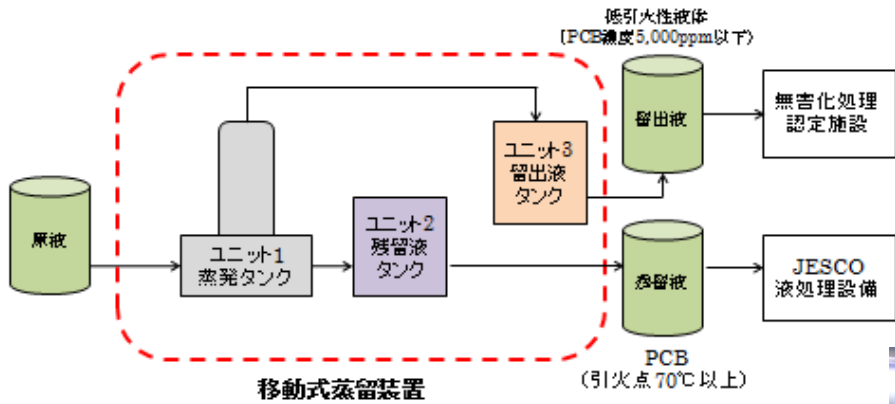 低引火性液体
(PCB濃度5,000ppm以下)
留出液
無害化処理
認定施設
ユニット3
留出液
タンク
原液
ユニット1
蒸発タンク
ユニット2
残留液
タンク
残留液
JESCO
液処理設備
PCB
(引火点70℃以上)
移動式蒸留装置